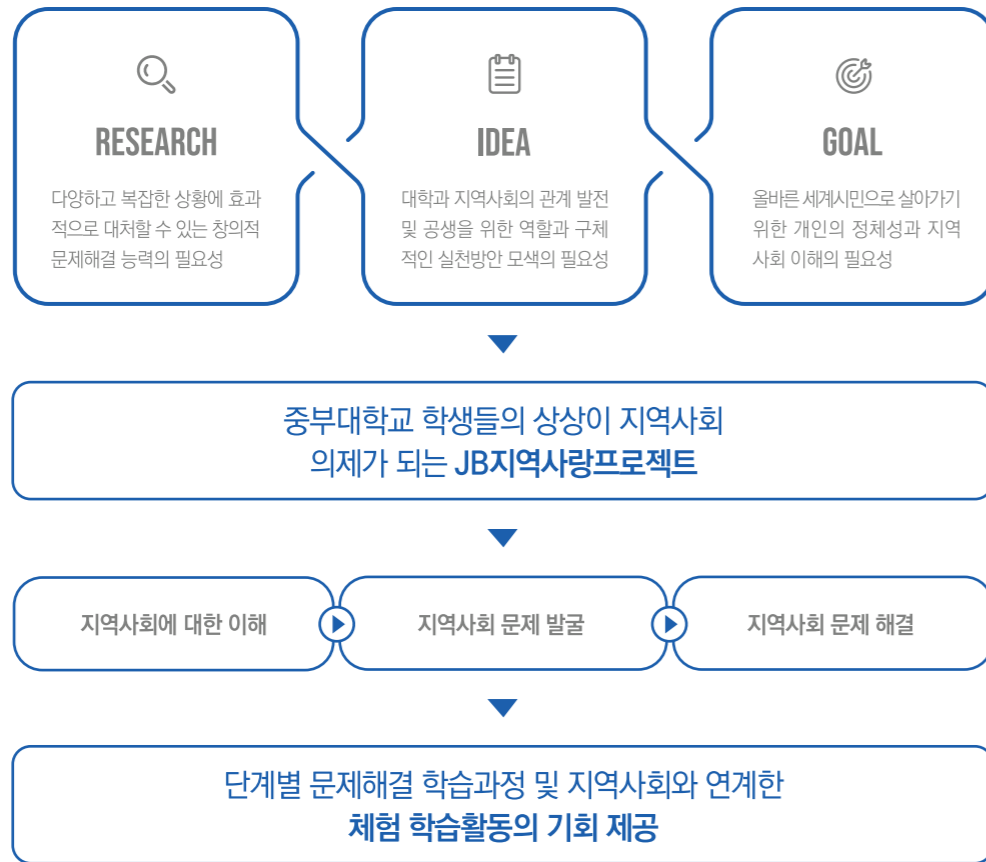 RESEARCH
다양하고 복잡한 상황에 효과
적으로 대처할 수 있는 창의적
문제해결 능력의 필요성
IDEA
대학과 지역사회의 관계 발전
및 공생을 위한 역할과 구체
적인 실천방안 모색의 필요성
GOAL
올바른 세계시민으로 살아가기
위한 개인의 정체성과 지역
사회 이해의 필요성
중부대학교 학생들의 상상이 지역사회
의제가 되는 JB지역사랑프로젝트
지역사회에 대한 이해
지역사회 문제 발굴
지역사회 문제 해결
단계별 문제해결 학습과정 및 지역사회와 연계한
체험 학습활동의 기회 제공